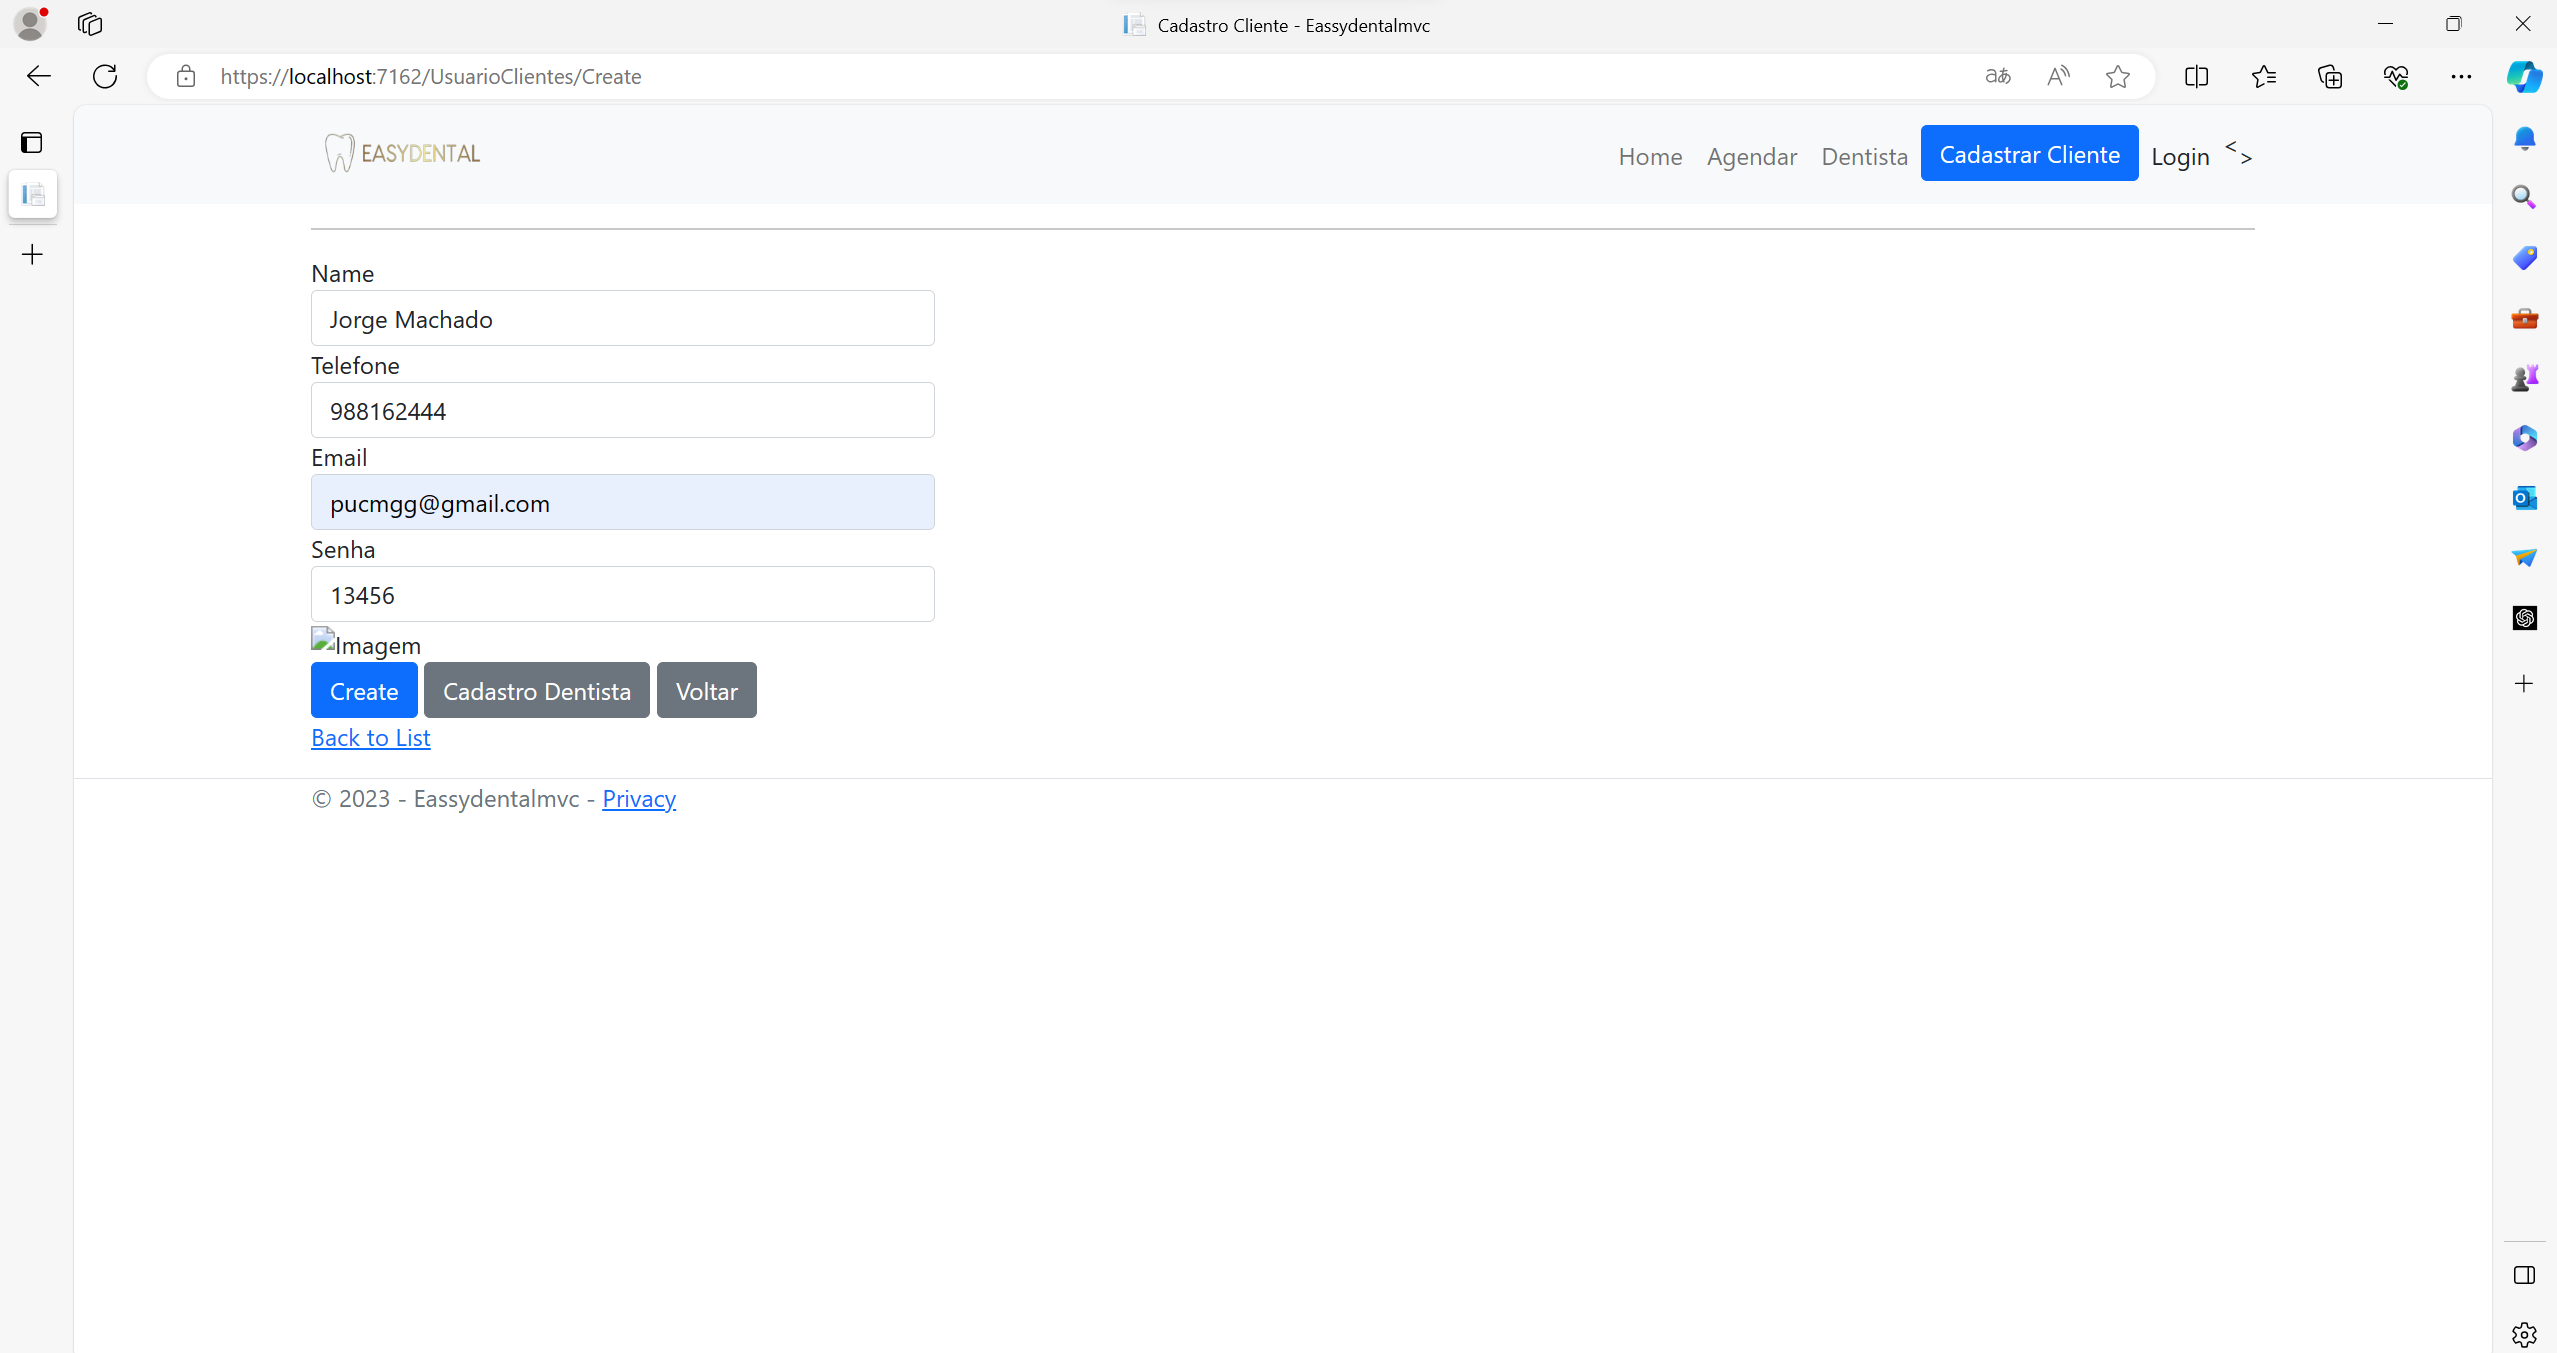 Cadastro Cliente - Eassydentalmvc
https://localhost:7162/UsuarioClientes/Create
EASYDENTAL
Home Agendar Dentista Cadastrar Cliente Login < >
Name
Jorge Machado
Telefone
988162444
Email
pucmgg@gmail.com
Senha
13456
Imagem
Create Cadastro Dentista Voltar
Back to List
© 2023 - Eassydentalmvc - Privacy